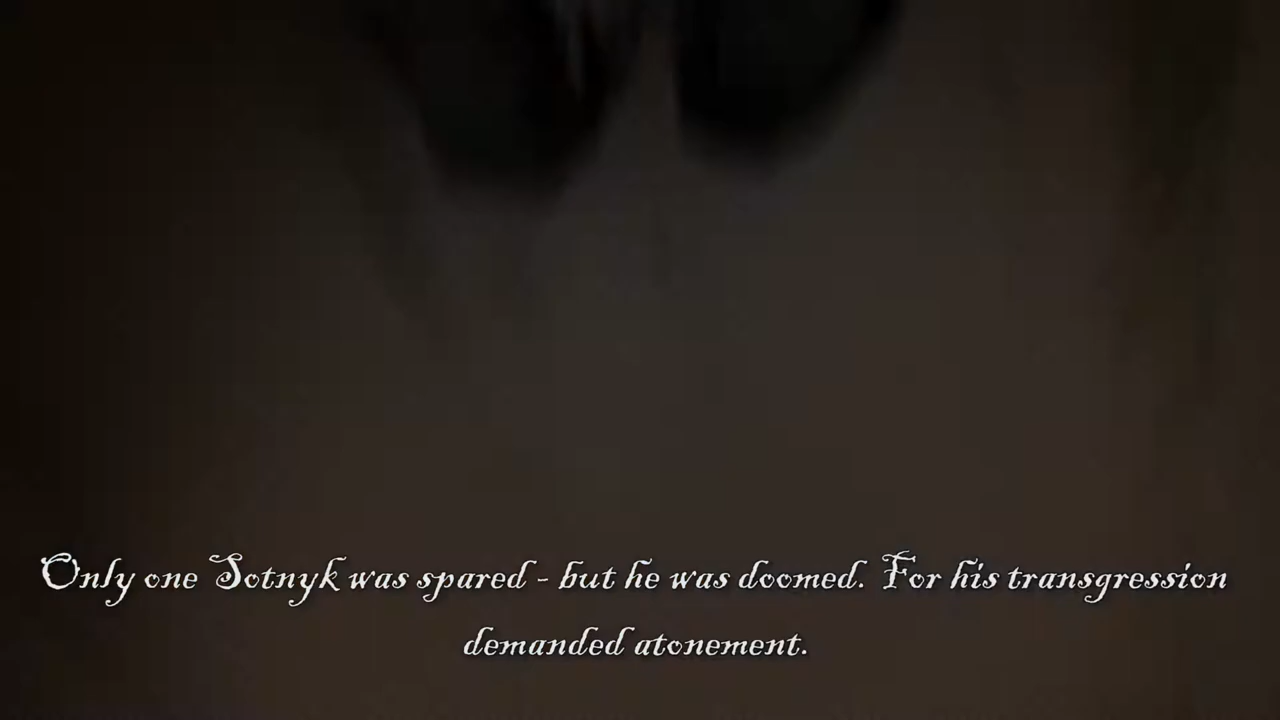 Only one Sotnyk was spared - but he was doomed. For his transgression
demanded atonement.